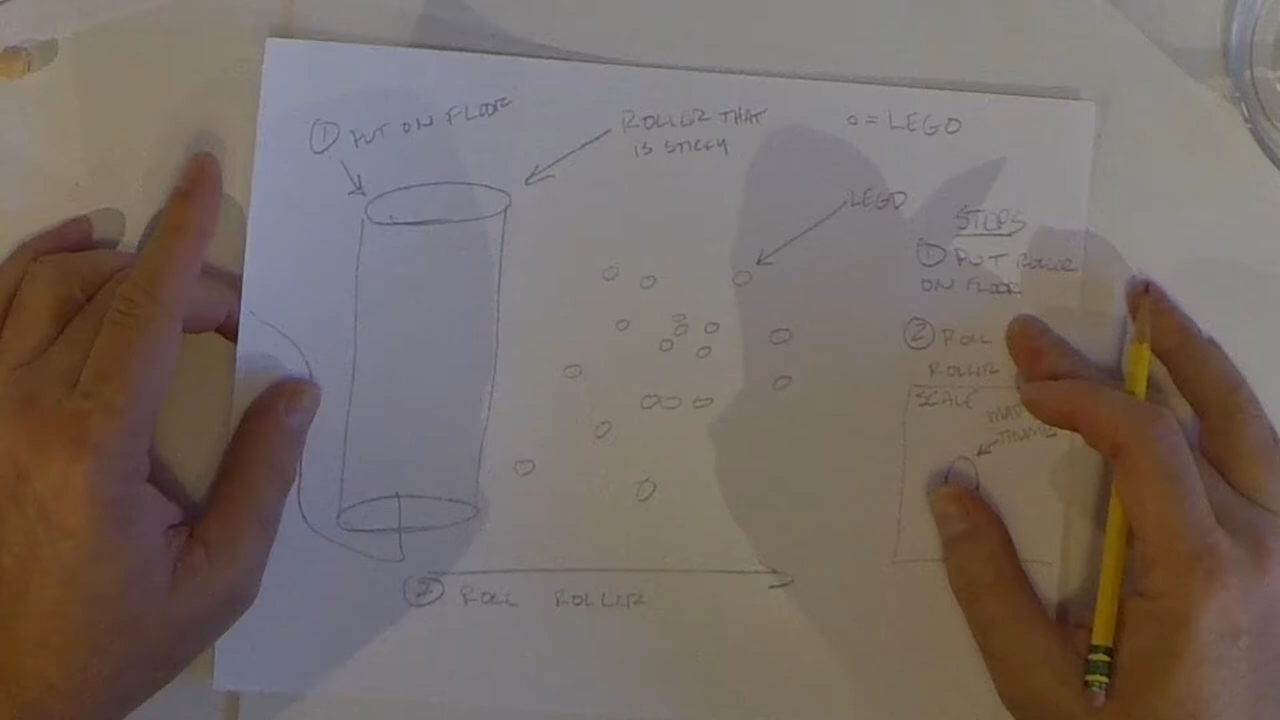 ① PUT ON FLOOR
ROLLER THAT
IS STICKY
o = LEGO
LEGO
STEPS
① PUT ROLLER
ON FLOOR
② ROLL
ROLLER
SCALE
② ROLL ROLLER